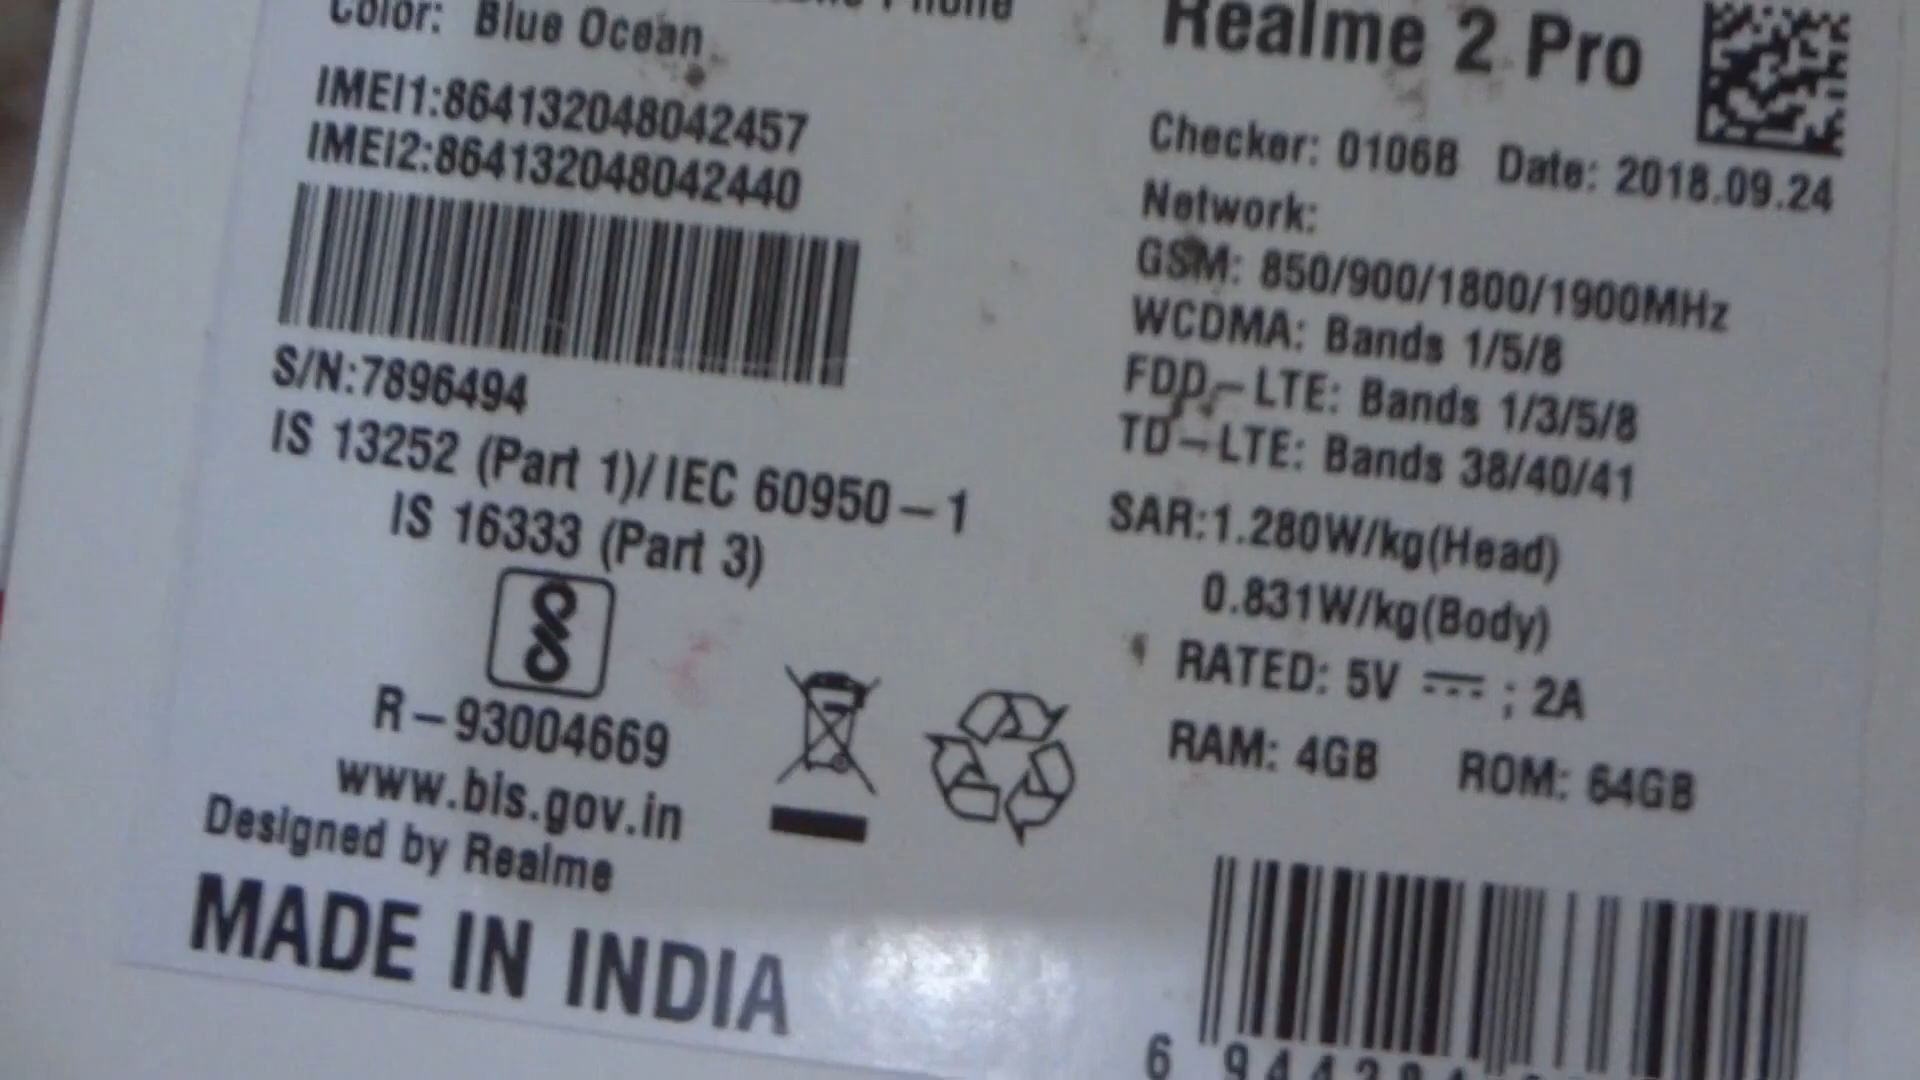 Color: Blue Ocean
Phone
IMEI1:864132048042457
IMEI2:864132048042440
S/N:7896494
IS 13252 (Part 1)/IEC 60950-1
IS 16333 (Part 3)
R-93004669
www.bis.gov.in
Designed by Realme
MADE IN INDIA
Realme 2 Pro
Checker: 0106B Date: 2018.09.24
Network:
GSM: 850/900/1800/1900MHz
WCDMA: Bands 1/5/8
FDD-LTE: Bands 1/3/5/8
TD-LTE: Bands 38/40/41
SAR:1.280W/kg(Head)
0.831W/kg(Body)
RATED: 5V ⎓ ; 2A
RAM: 4GB ROM: 64GB